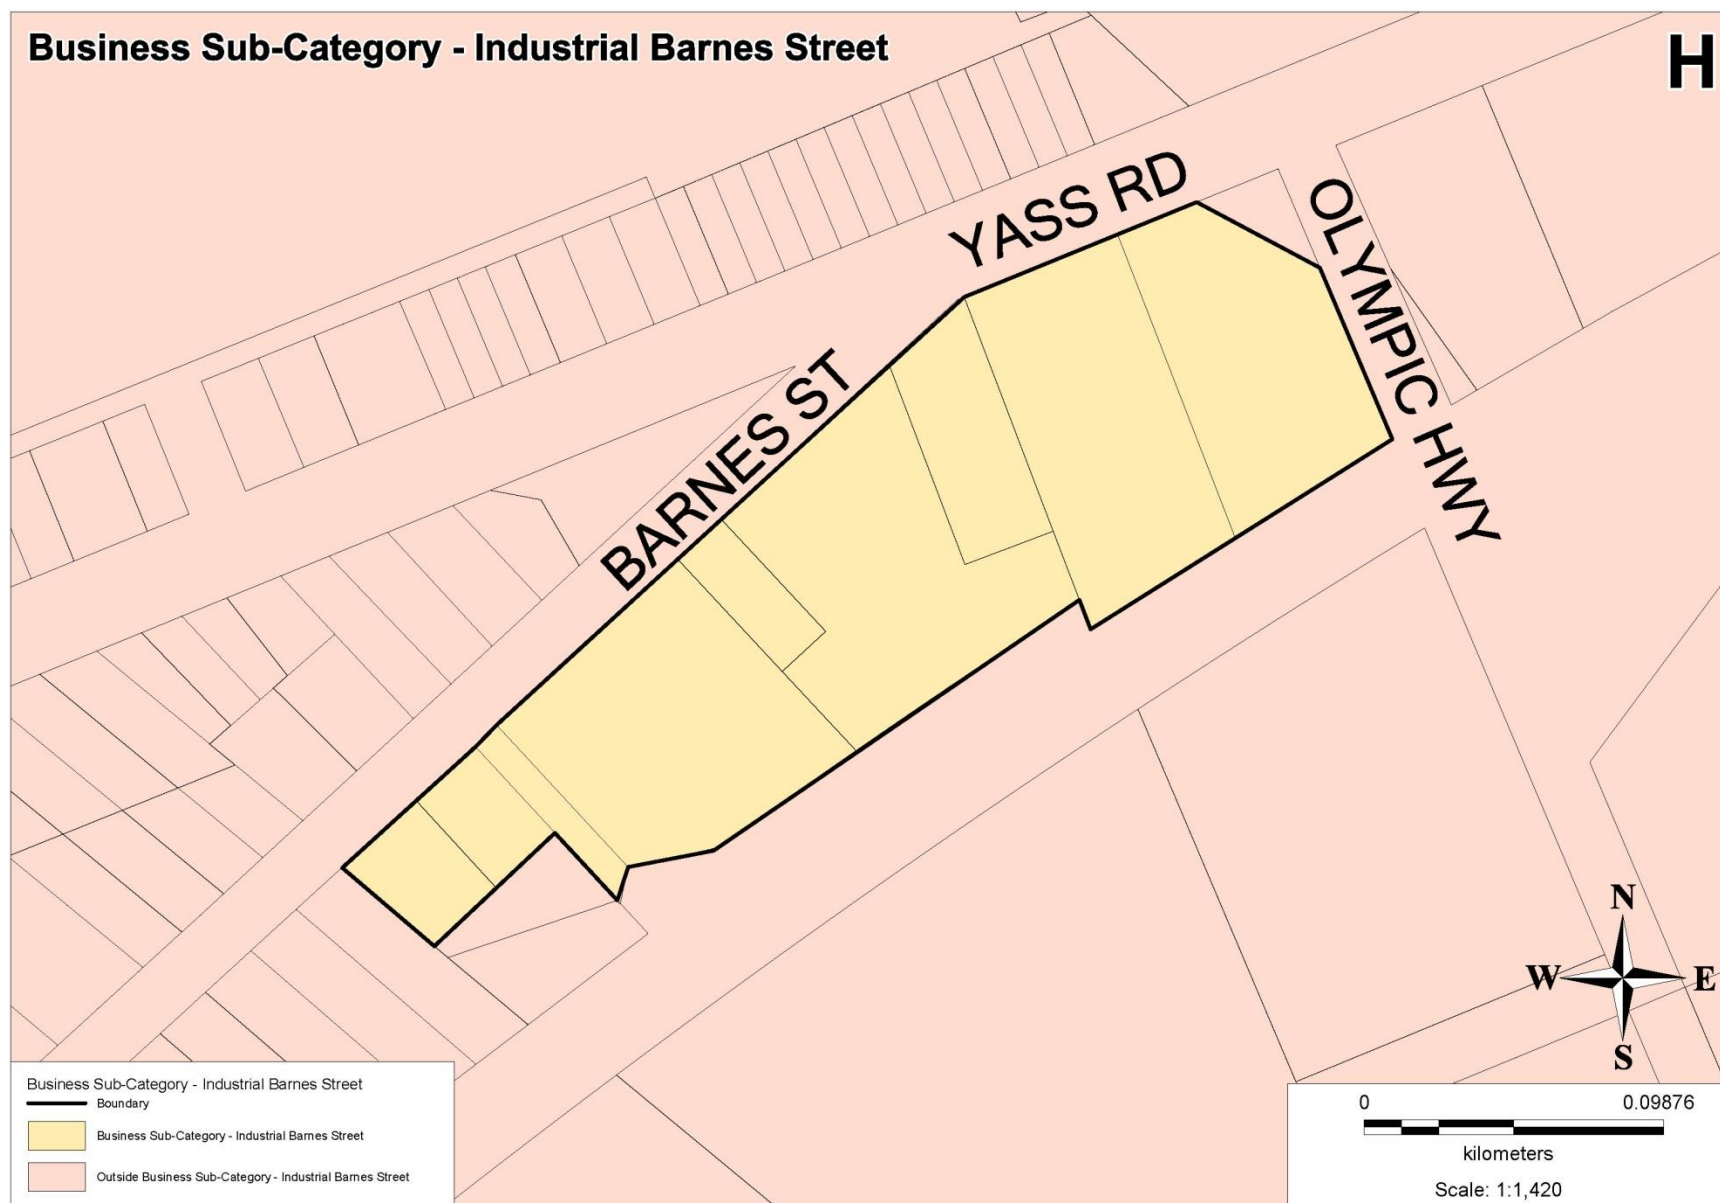 Business Sub-Category - Industrial Barnes Street
H
YASS RD
OLYMPIC HWY
BARNES ST
N
W
E
S
Business Sub-Category - Industrial Barnes Street
Boundary
Business Sub-Category - Industrial Barnes Street
Outside Business Sub-Category - Industrial Barnes Street
0 0.09876
kilometers
Scale: 1:1,420